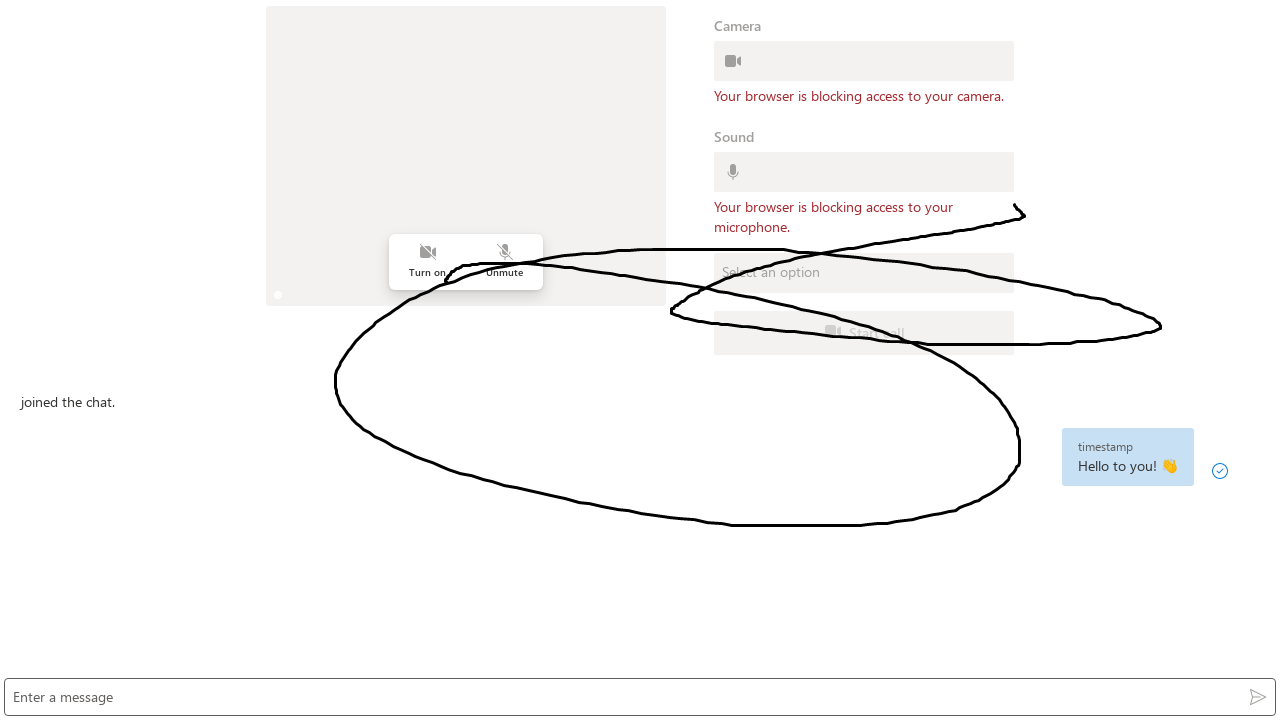 Camera
Your browser is blocking access to your camera.
Sound
Your browser is blocking access to your
microphone.
Turn on
Unmute
Select an option
Start call
joined the chat.
timestamp
Hello to you! 👋
Enter a message